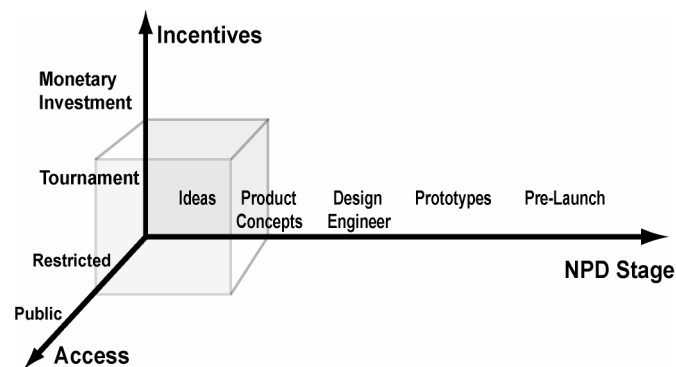 Incentives
Monetary
Investment
Tournament
Ideas
Product
Concepts
Design
Engineer
Prototypes
Pre-Launch
Restricted
NPD Stage
Public
Access